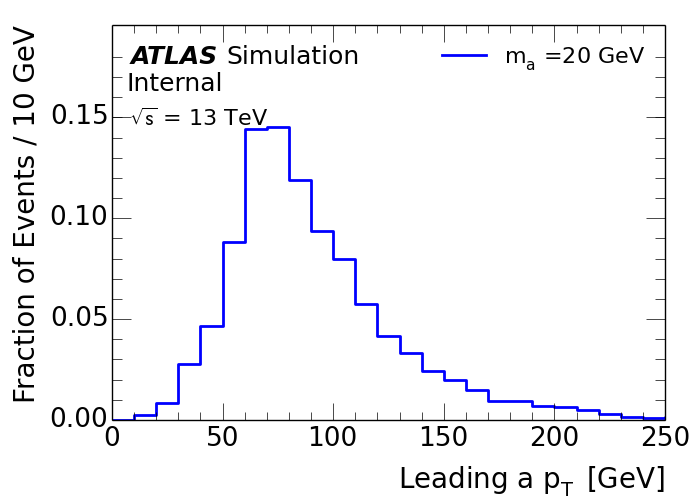 ATLAS Simulation
Internal
√s = 13 TeV
m_a =20 GeV
Fraction of Events / 10 GeV
0.15
0.10
0.05
0.00
0 50 100 150 200 250
Leading a p_T [GeV]